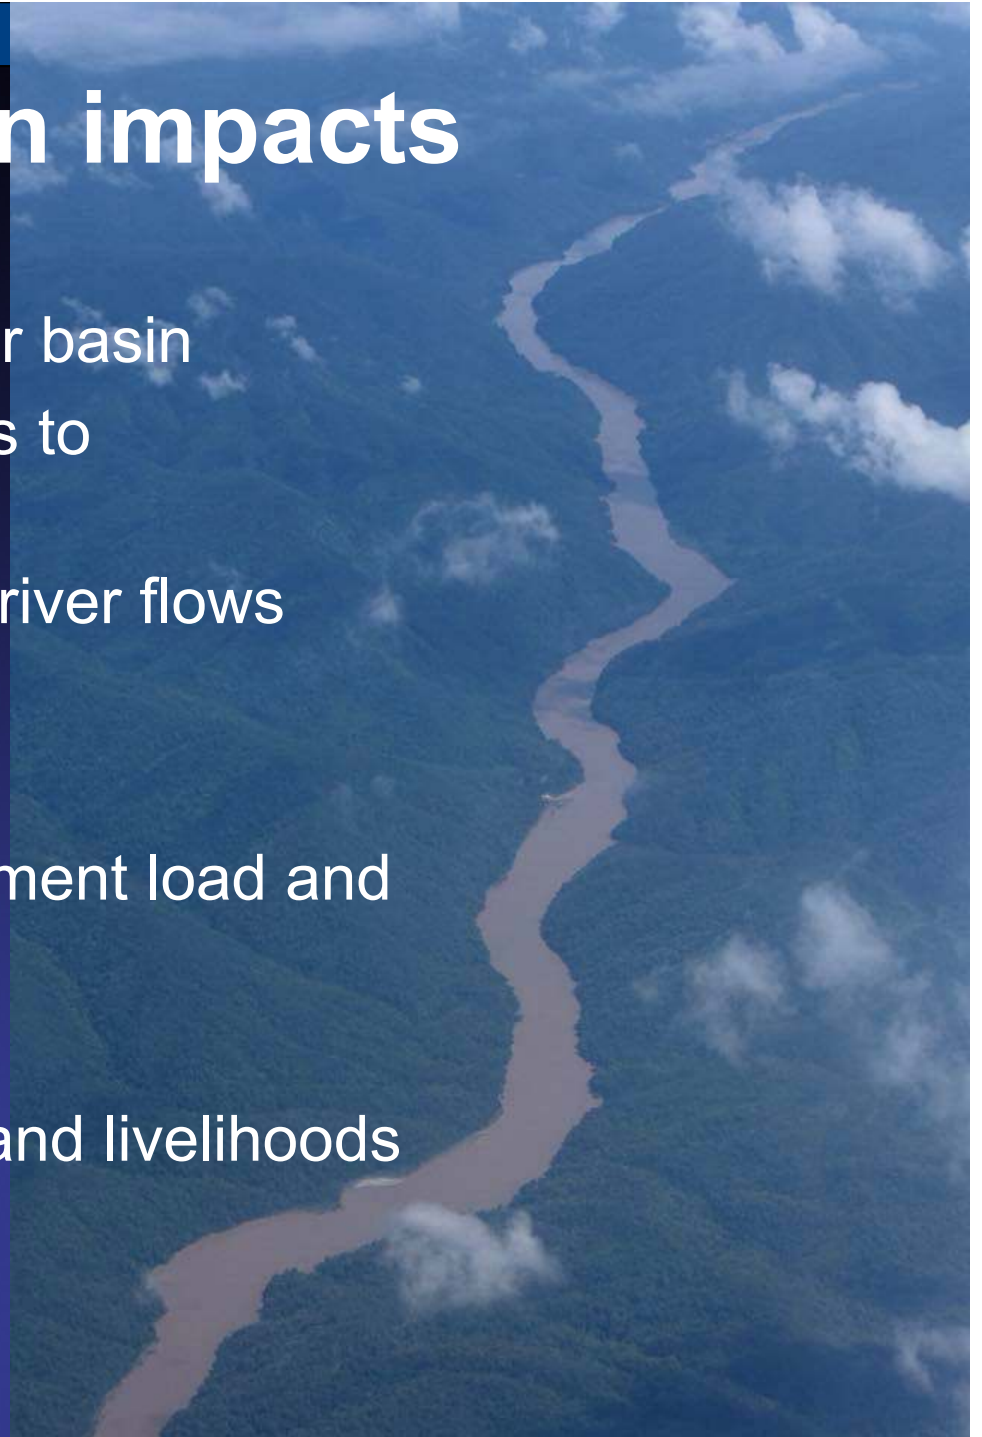 n impacts
r basin
s to
river flows
ment load and
and livelihoods